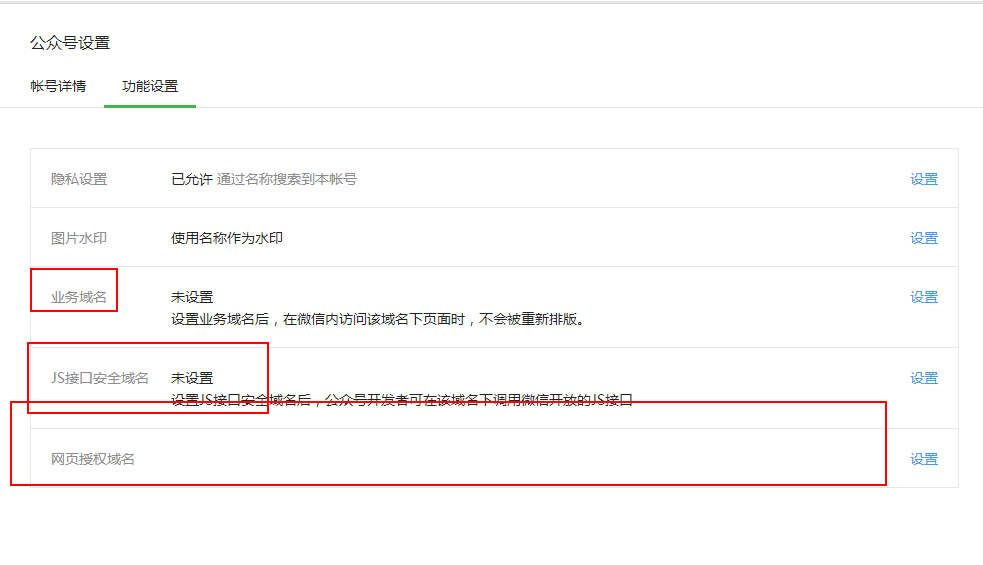 公众号设置
帐号详情 功能设置
隐私设置 已允许 通过名称搜索到本帐号 设置
图片水印 使用名称作为水印 设置
业务域名 未设置 设置
设置业务域名后，在微信内访问该域名下页面时，不会被重新排版。
JS接口安全域名 未设置 设置
设置JS接口安全域名后，公众号开发者可在该域名下调用微信开放的JS接口
网页授权域名 设置